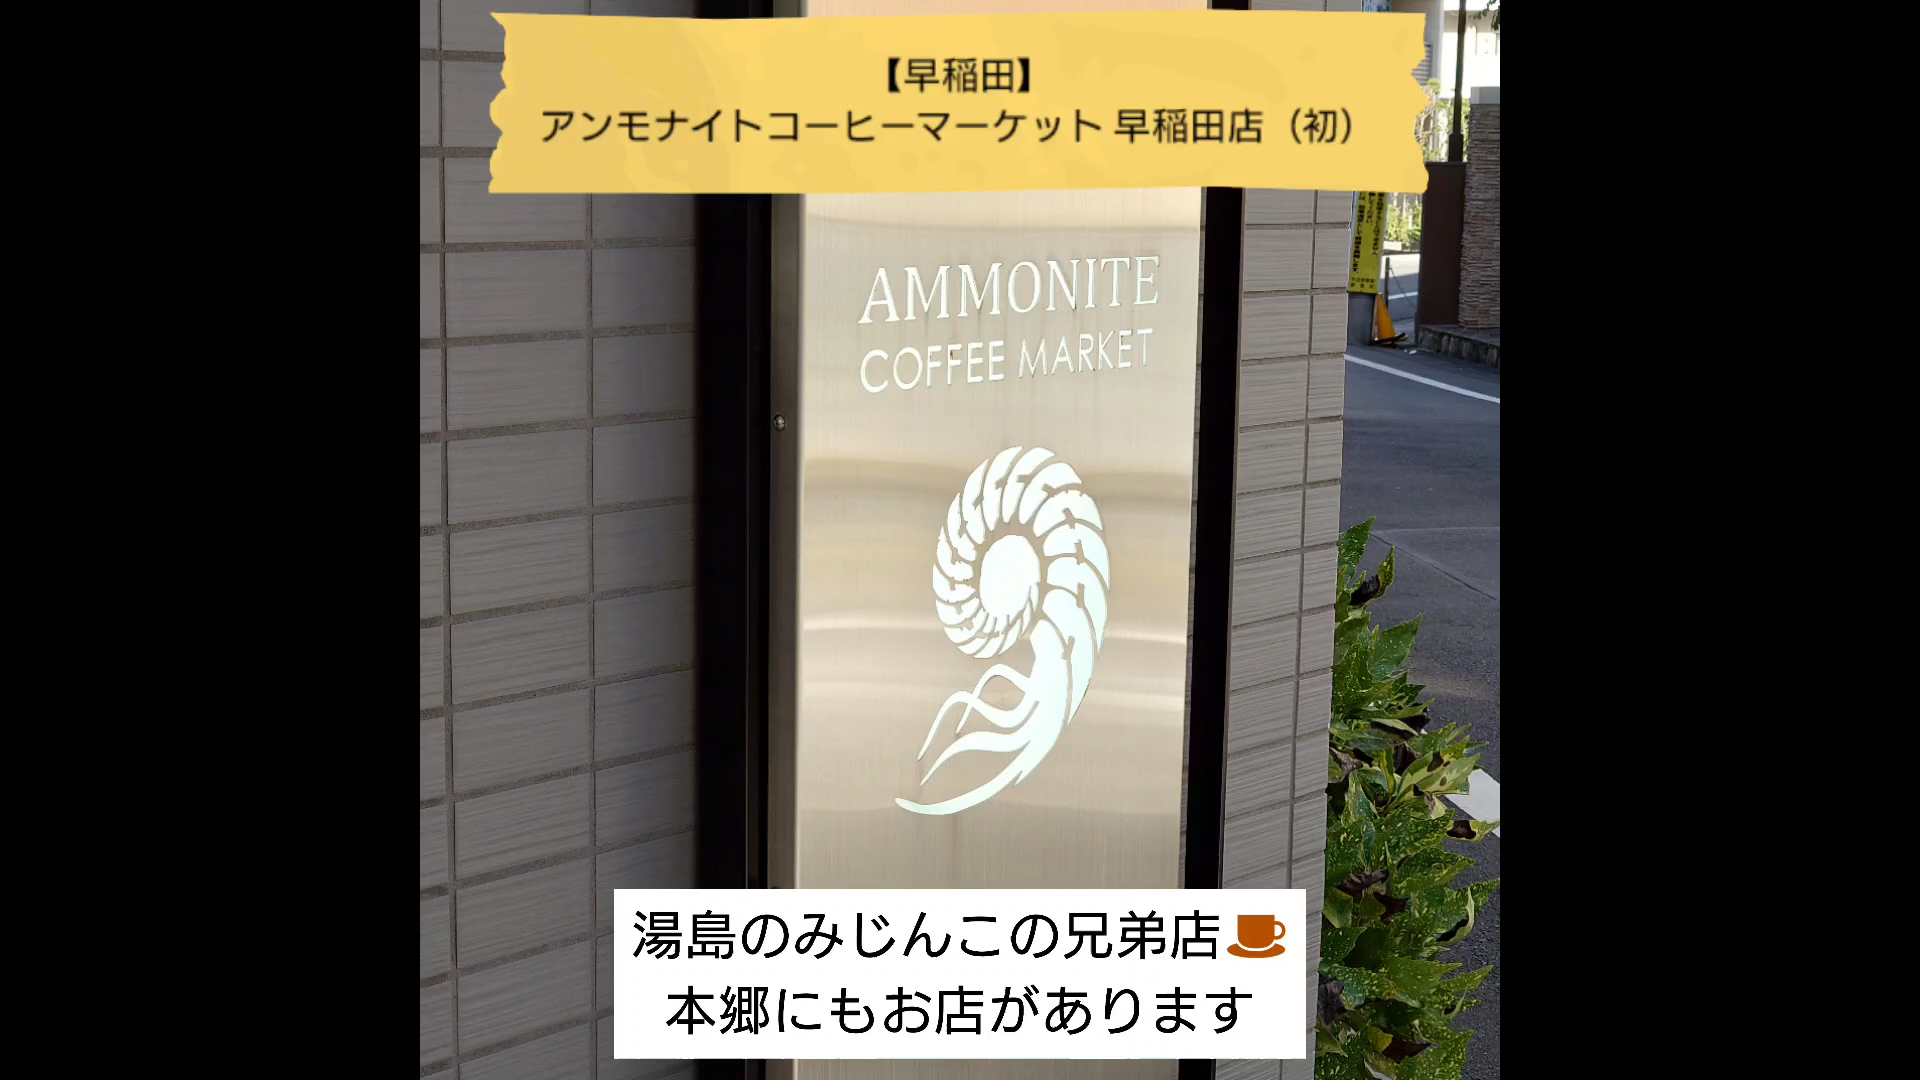 【早稲田】
アンモナイトコーヒーマーケット 早稲田店（初）
AMMONITE
COFFEE MARKET
湯島のみじんこの兄弟店☕
本郷にもお店があります